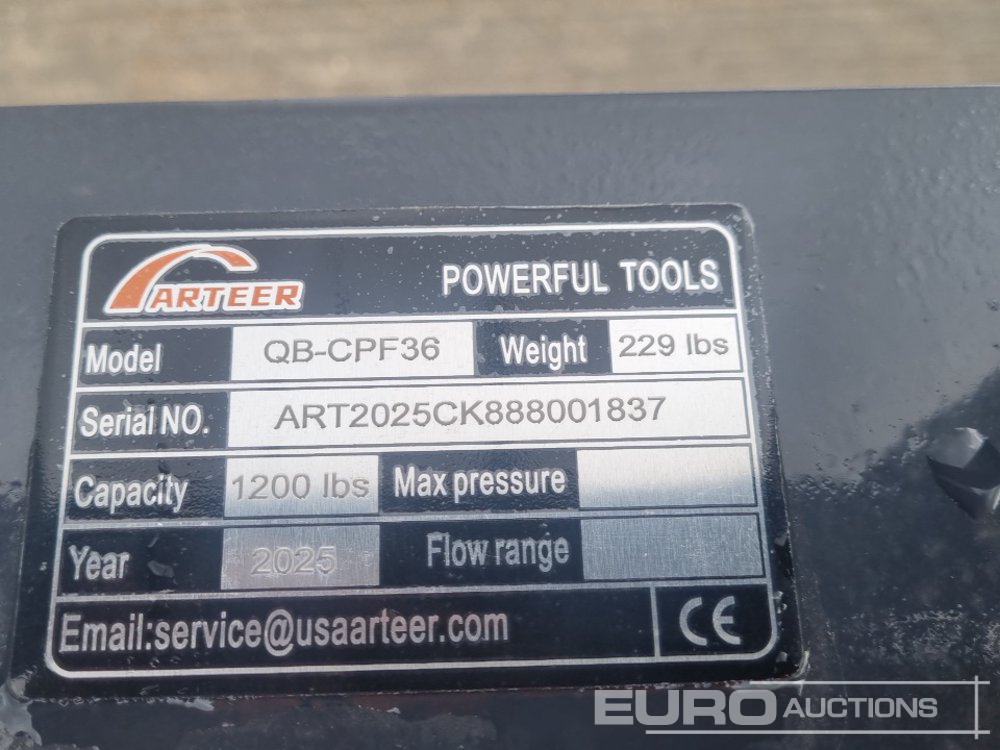 ARTEER POWERFUL TOOLS
Model QB-CPF36 Weight 229 lbs
Serial NO. ART2025CK888001837
Capacity 1200 lbs Max pressure
Year 2025 Flow range
Email:service@usaarteer.com CE
EURO AUCTIONS